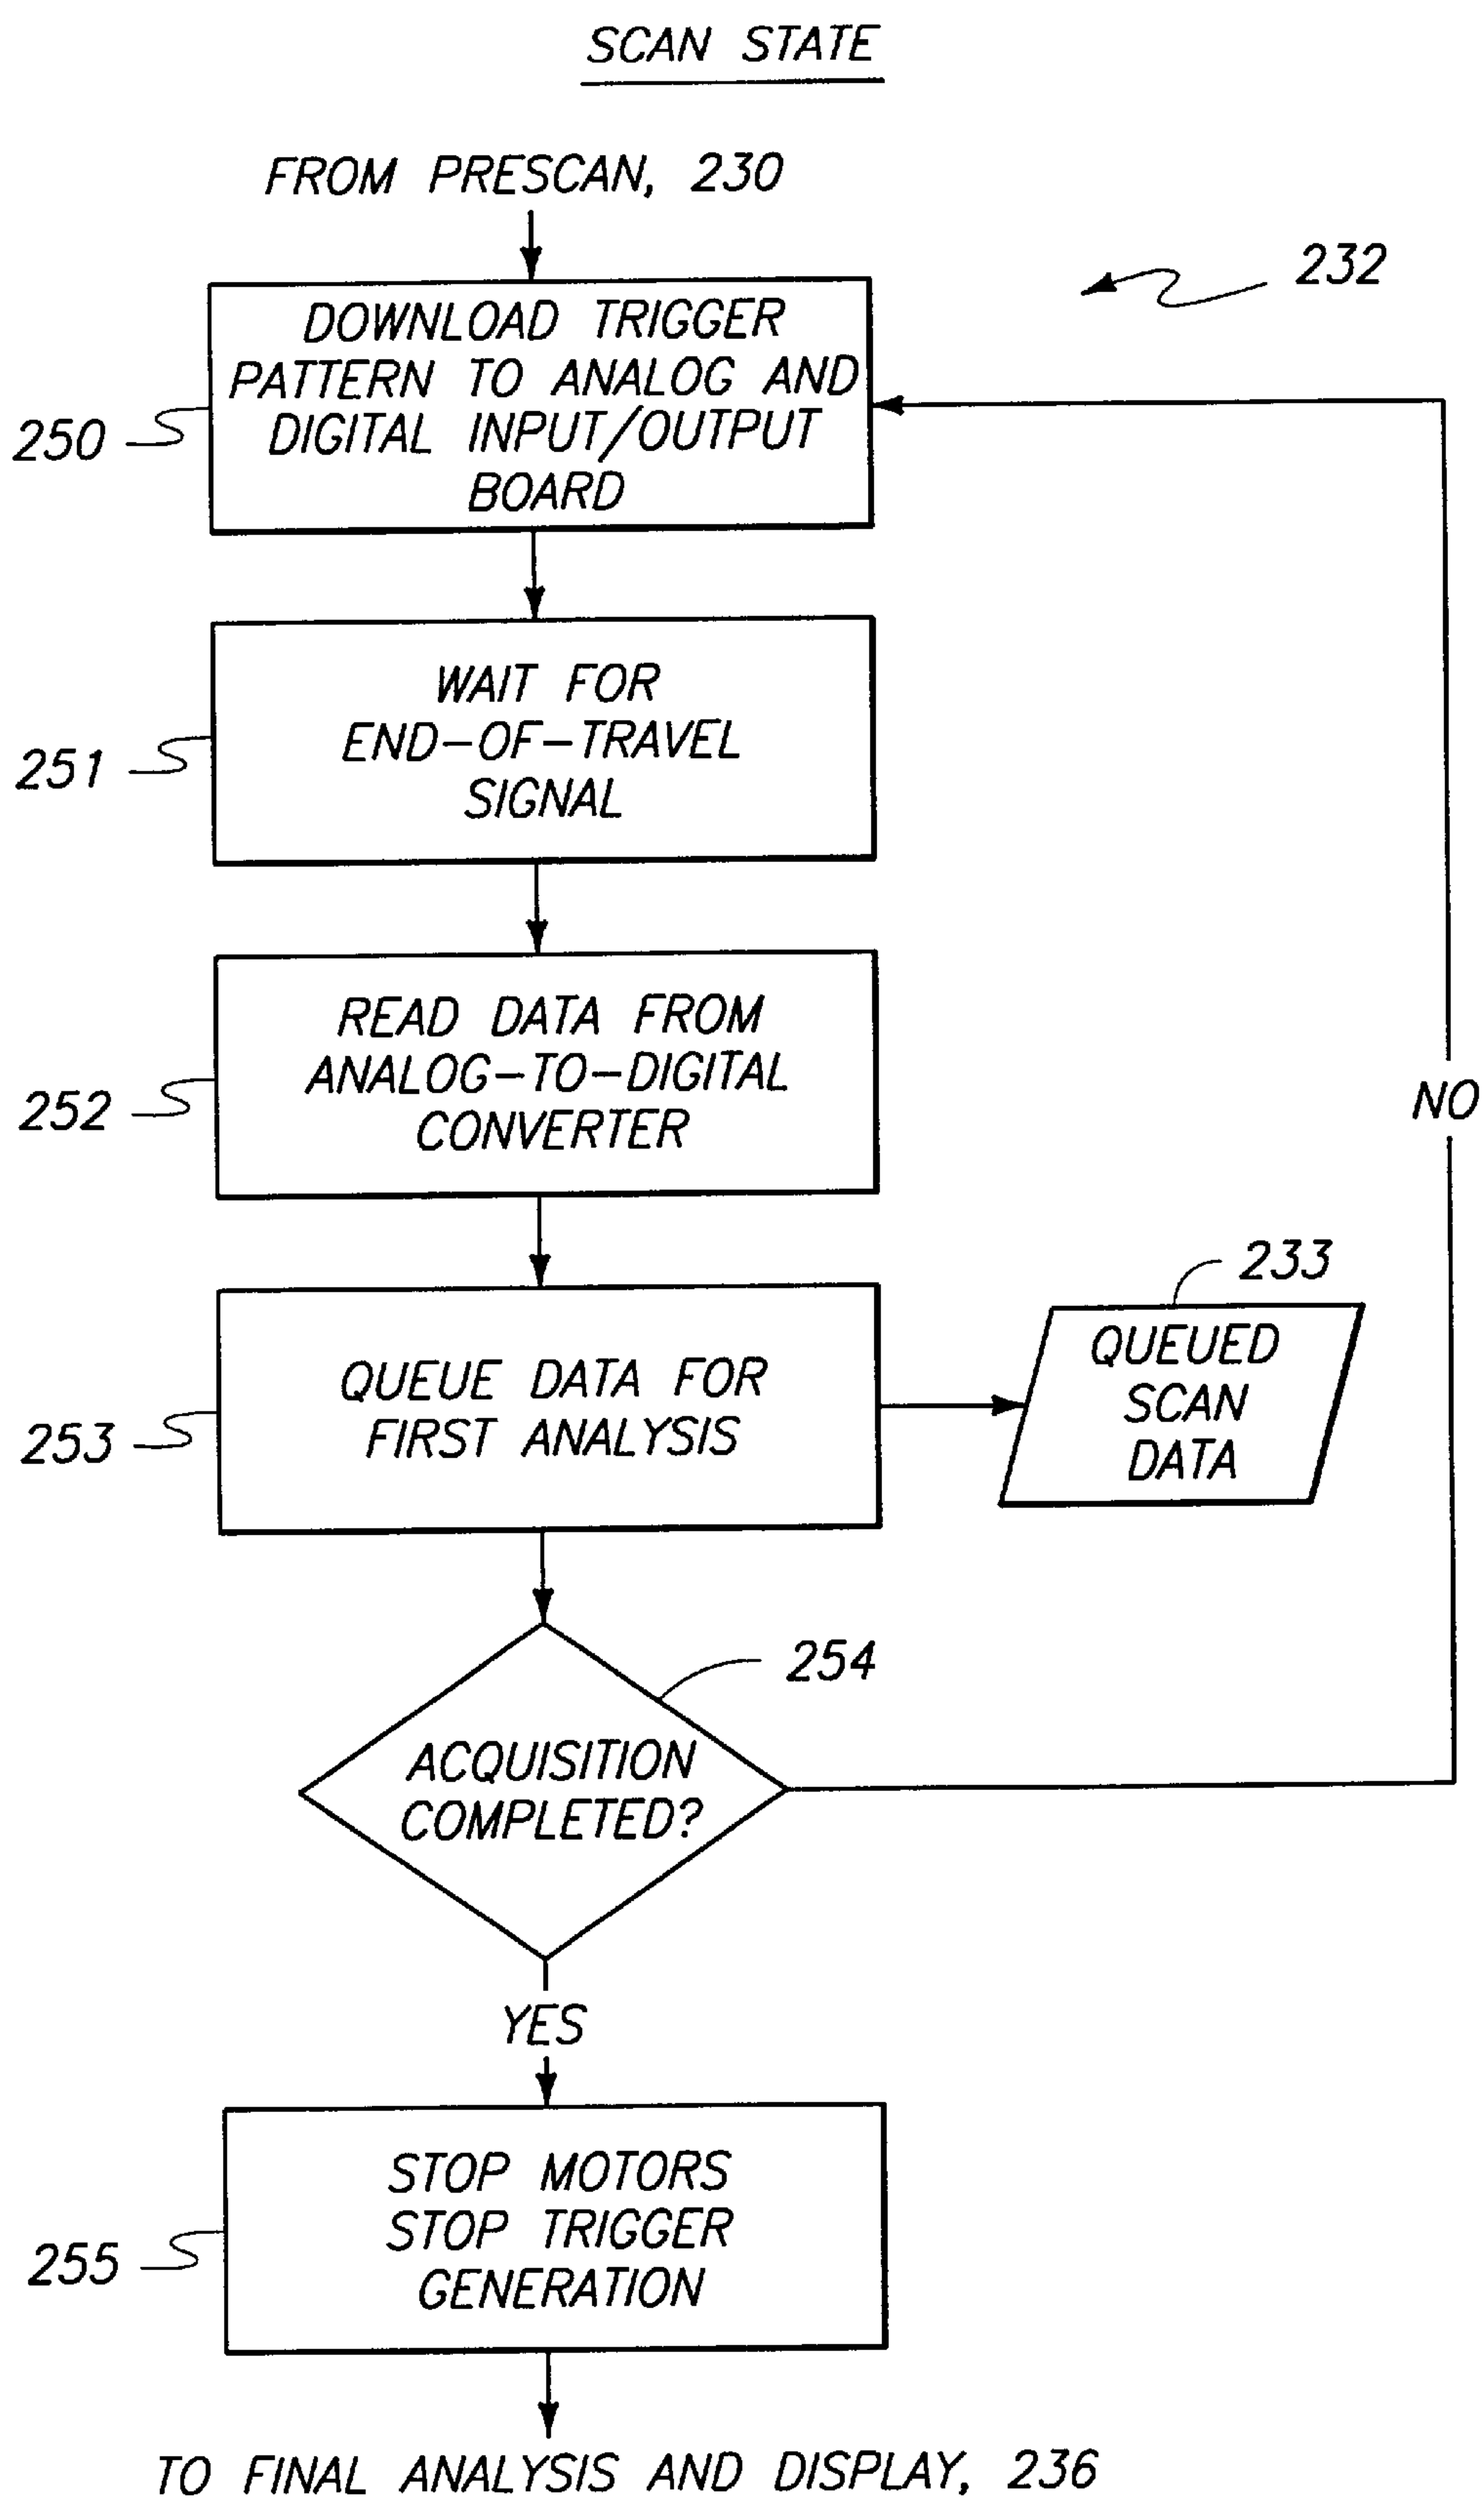 SCAN STATE
FROM PRESCAN, 230
232
DOWNLOAD TRIGGER
PATTERN TO ANALOG AND
DIGITAL INPUT/OUTPUT
BOARD
250
WAIT FOR
END-OF-TRAVEL
SIGNAL
251
READ DATA FROM
ANALOG-TO-DIGITAL
CONVERTER
252
NO
QUEUE DATA FOR
FIRST ANALYSIS
253
233
QUEUED
SCAN
DATA
254
ACQUISITION
COMPLETED?
YES
STOP MOTORS
STOP TRIGGER
GENERATION
255
TO FINAL ANALYSIS AND DISPLAY, 236